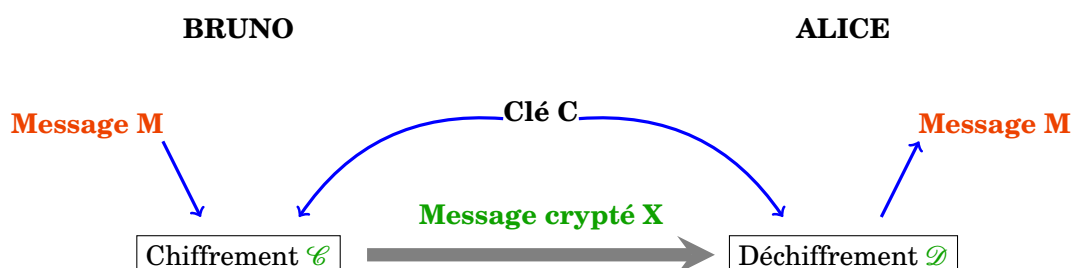 BRUNO ALICE
Clé C
Message M Message M
Message crypté X
Chiffrement 𝒞 Déchiffrement 𝒟